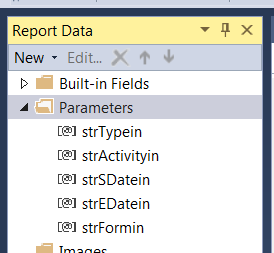 Report Data
New Edit...
Built-in Fields
Parameters
strTypein
strActivityin
strSDatein
strEDatein
strFormin
Images